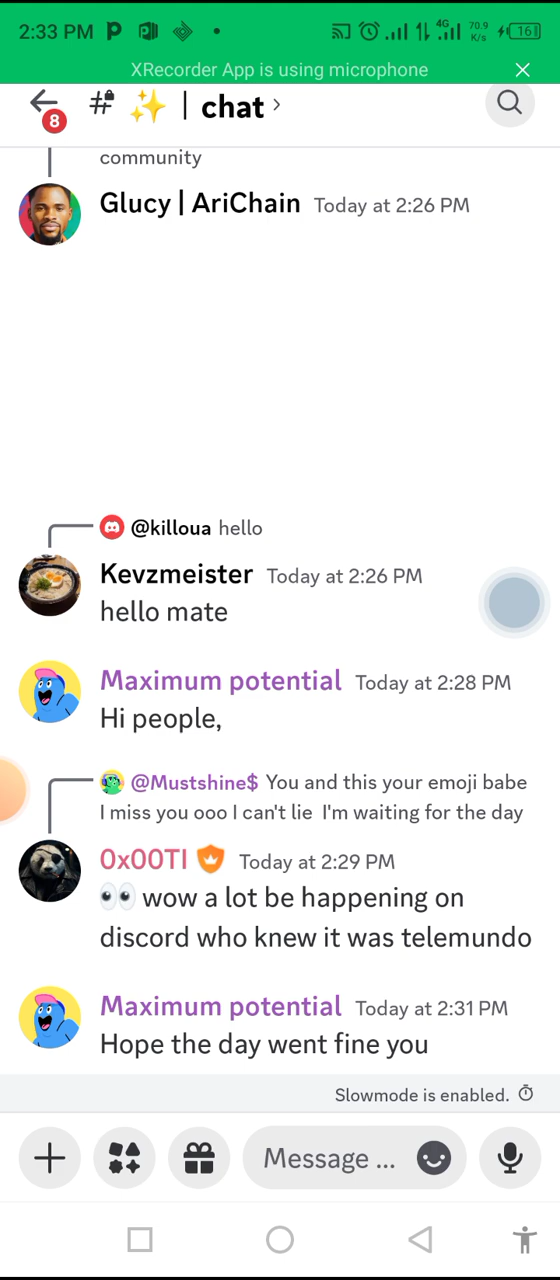 2:33 PM
4G 70.9 K/s 16
XRecorder App is using microphone
8 # ✨ | chat
community
Glucy | AriChain Today at 2:26 PM
@killoua hello
Kevzmeister Today at 2:26 PM
hello mate
Maximum potential Today at 2:28 PM
Hi people,
@Mustshine$ You and this your emoji babe
I miss you ooo I can't lie I'm waiting for the day
0x00TI Today at 2:29 PM
👀 wow a lot be happening on
discord who knew it was telemundo
Maximum potential Today at 2:31 PM
Hope the day went fine you
Slowmode is enabled.
Message ...